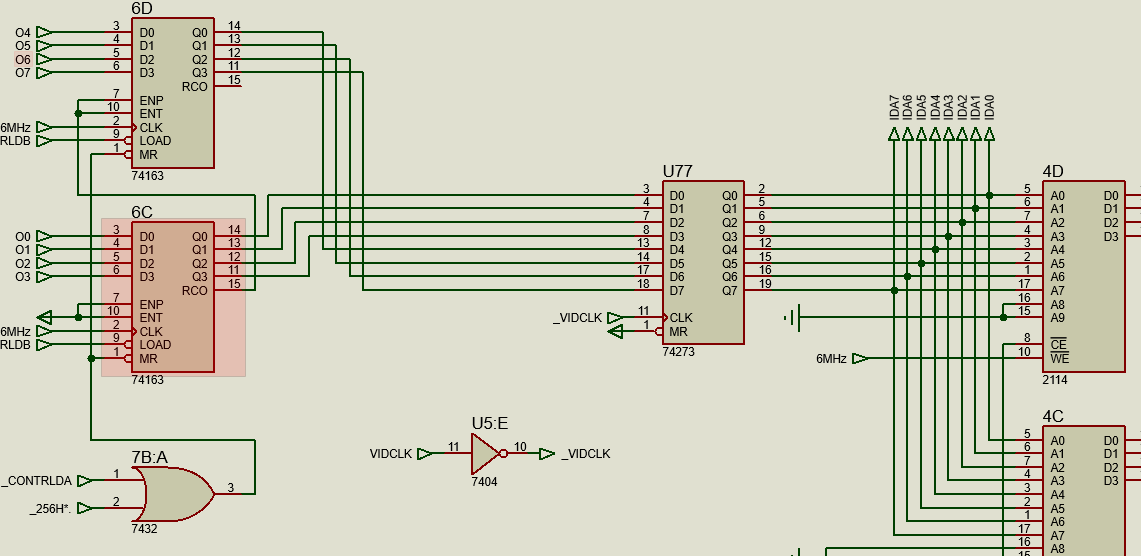 6D
O4 3 D0 Q0 14
O5 4 D1 Q1 13
O6 5 D2 Q2 12
O7 6 D3 Q3 11
RCO 15
7 ENP
10 ENT
6MHz 2 CLK
RLDB 9 LOAD
1 MR
74163
6C
O0 3 D0 Q0 14
O1 4 D1 Q1 13
O2 5 D2 Q2 12
O3 6 D3 Q3 11
RCO 15
7 ENP
10 ENT
6MHz 2 CLK
RLDB 9 LOAD
1 MR
74163
7B:A
_CONTRLDA 1
3
_256H*. 2
7432
U5:E
VIDCLK 11 10 _VIDCLK
7404
U77
3 D0 Q0 2
4 D1 Q1 5
7 D2 Q2 6
8 D3 Q3 9
13 D4 Q4 12
14 D5 Q5 15
17 D6 Q6 16
18 D7 Q7 19
_VIDCLK 11 CLK
1 MR
74273
IDA7
IDA6
IDA5
IDA4
IDA3
IDA2
IDA1
IDA0
4D
5 A0 D0
6 A1 D1
7 A2 D2
4 A3 D3
3 A4
2 A5
1 A6
17 A7
16 A8
15 A9
8 CE
6MHz 10 WE
2114
4C
5 A0 D0
6 A1 D1
7 A2 D2
4 A3 D3
3 A4
2 A5
1 A6
17 A7
16 A8